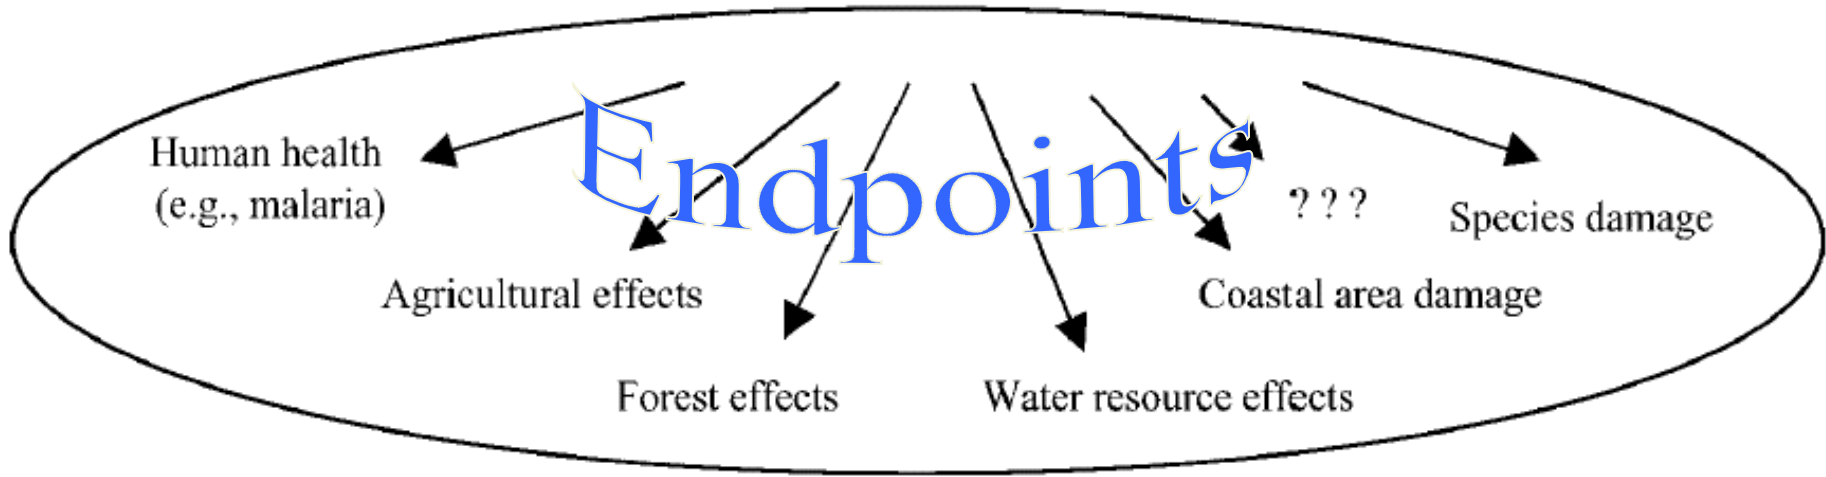 Endpoints
Human health
(e.g., malaria)
Agricultural effects
Forest effects
Water resource effects
Coastal area damage
? ? ?
Species damage